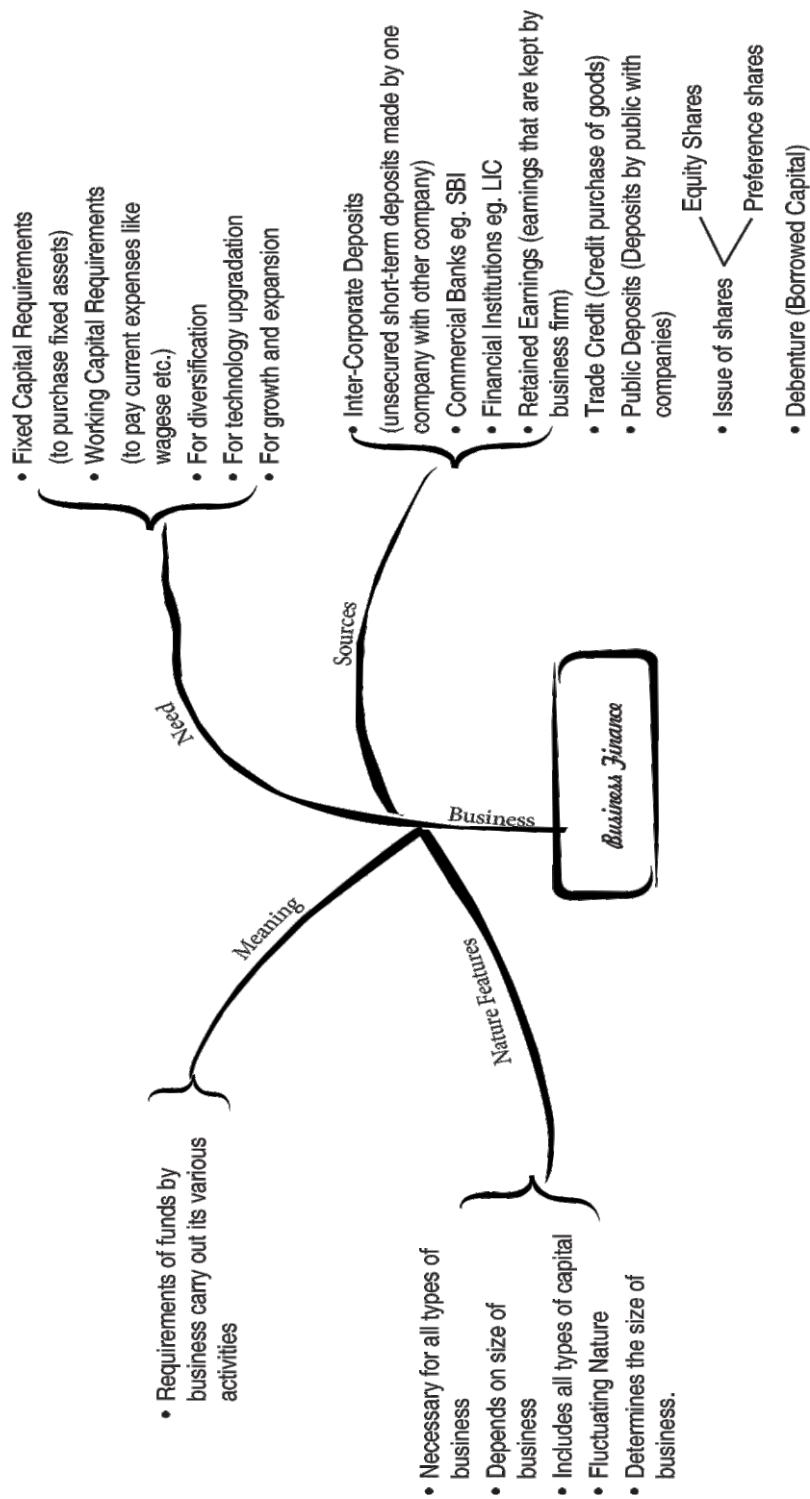 • Requirements of funds by
business carry out its various
activities
Meaning
Need
• Fixed Capital Requirements
(to purchase fixed assets)
• Working Capital Requirements
(to pay current expenses like
wagese etc.)
• For diversification
• For technology upgradation
• For growth and expansion
Sources
• Inter-Corporate Deposits
(unsecured short-term deposits made by one
company with other company)
• Commercial Banks eg. SBI
• Financial Institutions eg. LIC
• Retained Earnings (earnings that are kept by
business firm)
• Trade Credit (Credit purchase of goods)
• Public Deposits (Deposits by public with
companies)
• Issue of shares
Equity Shares
Preference shares
• Debenture (Borrowed Capital)
Nature Features
• Necessary for all types of
business
• Depends on size of
business
• Includes all types of capital
• Fluctuating Nature
• Determines the size of
business.
Business
Business Finance